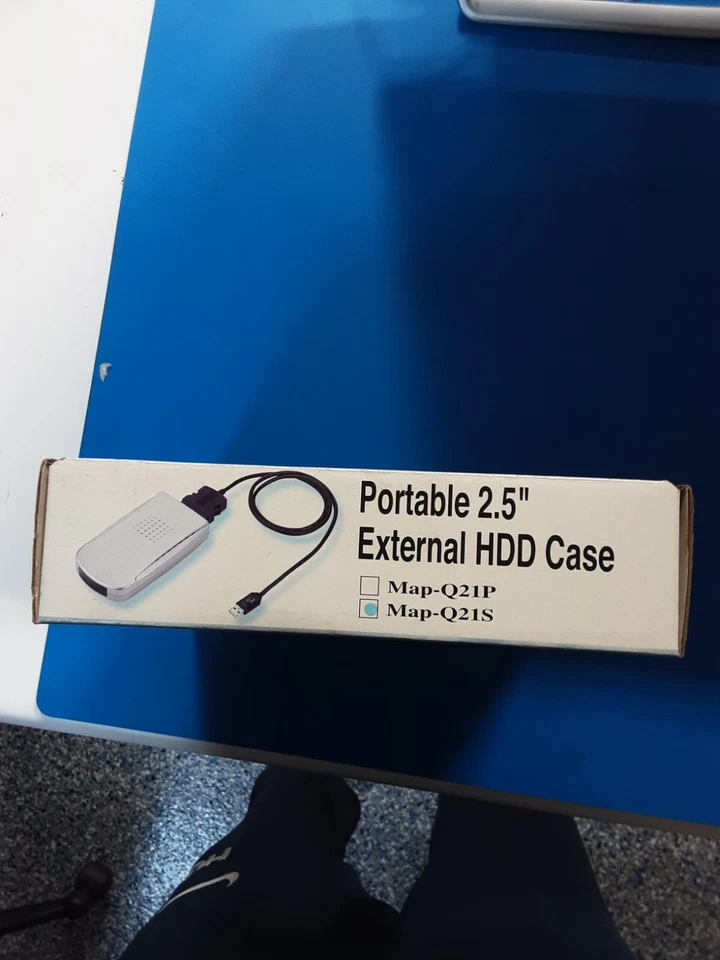 Portable 2.5"
External HDD Case
Map-Q21P
Map-Q21S